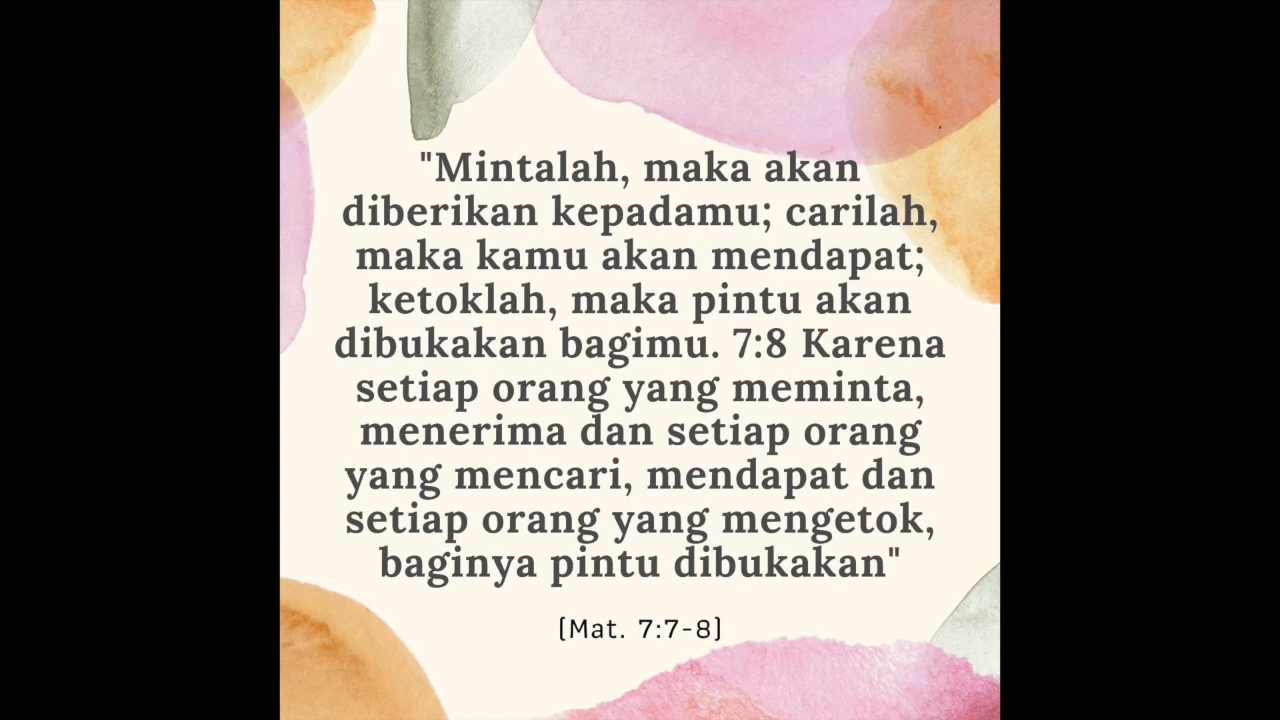 "Mintalah, maka akan
diberikan kepadamu; carilah,
maka kamu akan mendapat;
ketoklah, maka pintu akan
dibukakan bagimu. 7:8 Karena
setiap orang yang meminta,
menerima dan setiap orang
yang mencari, mendapat dan
setiap orang yang mengetok,
baginya pintu dibukakan"
[Mat. 7:7-8]